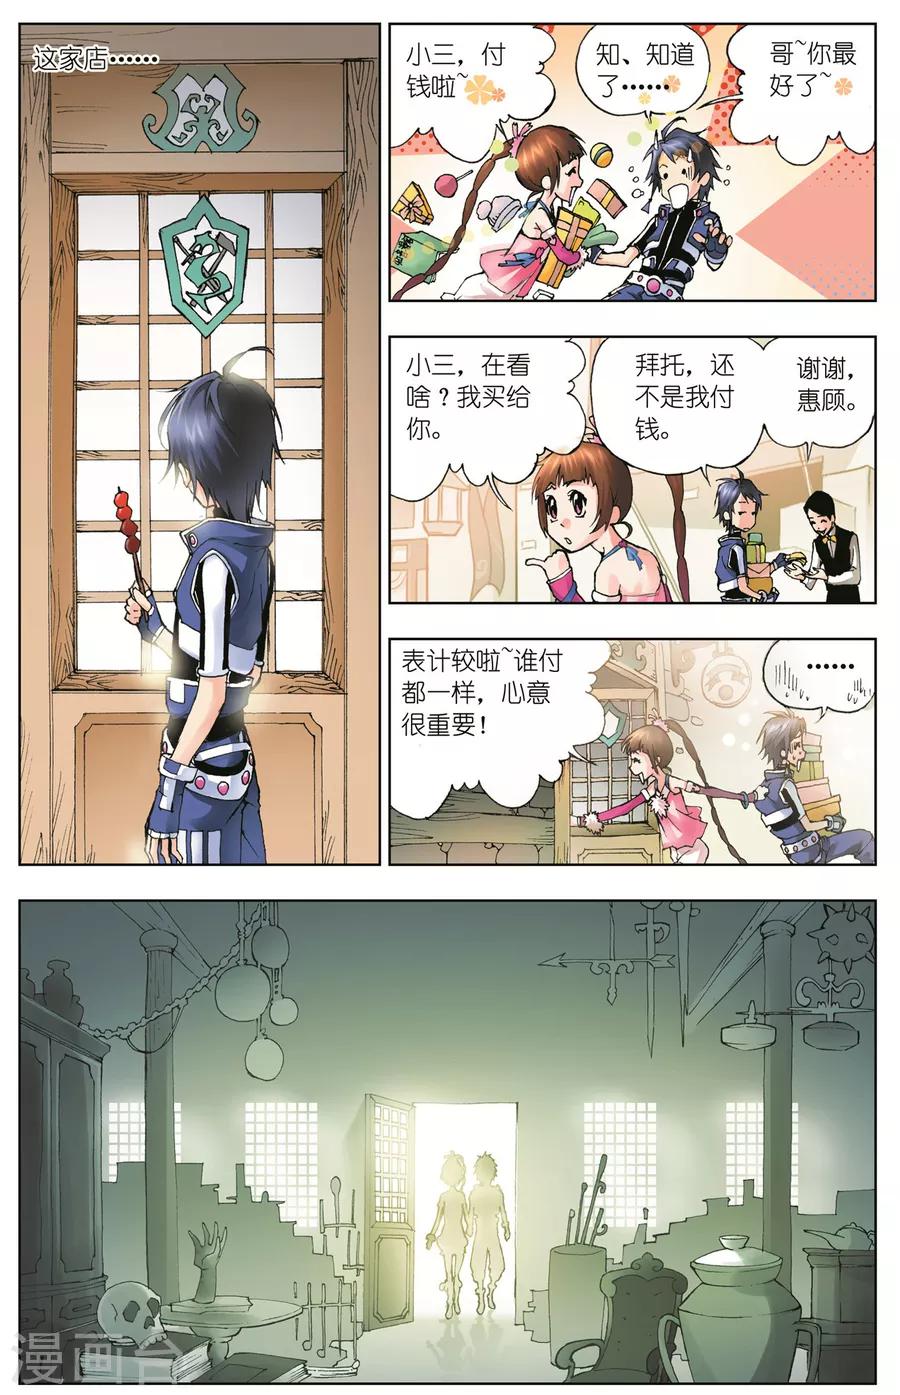 这家店……
小三，付
钱啦~
知、知道
了……
哥~你最
好了~
小三，在看
啥？我买给
你。
拜托，还
不是我付
钱。
谢谢，
惠顾。
表计较啦~谁付
都一样，心意
很重要！
……
漫画台